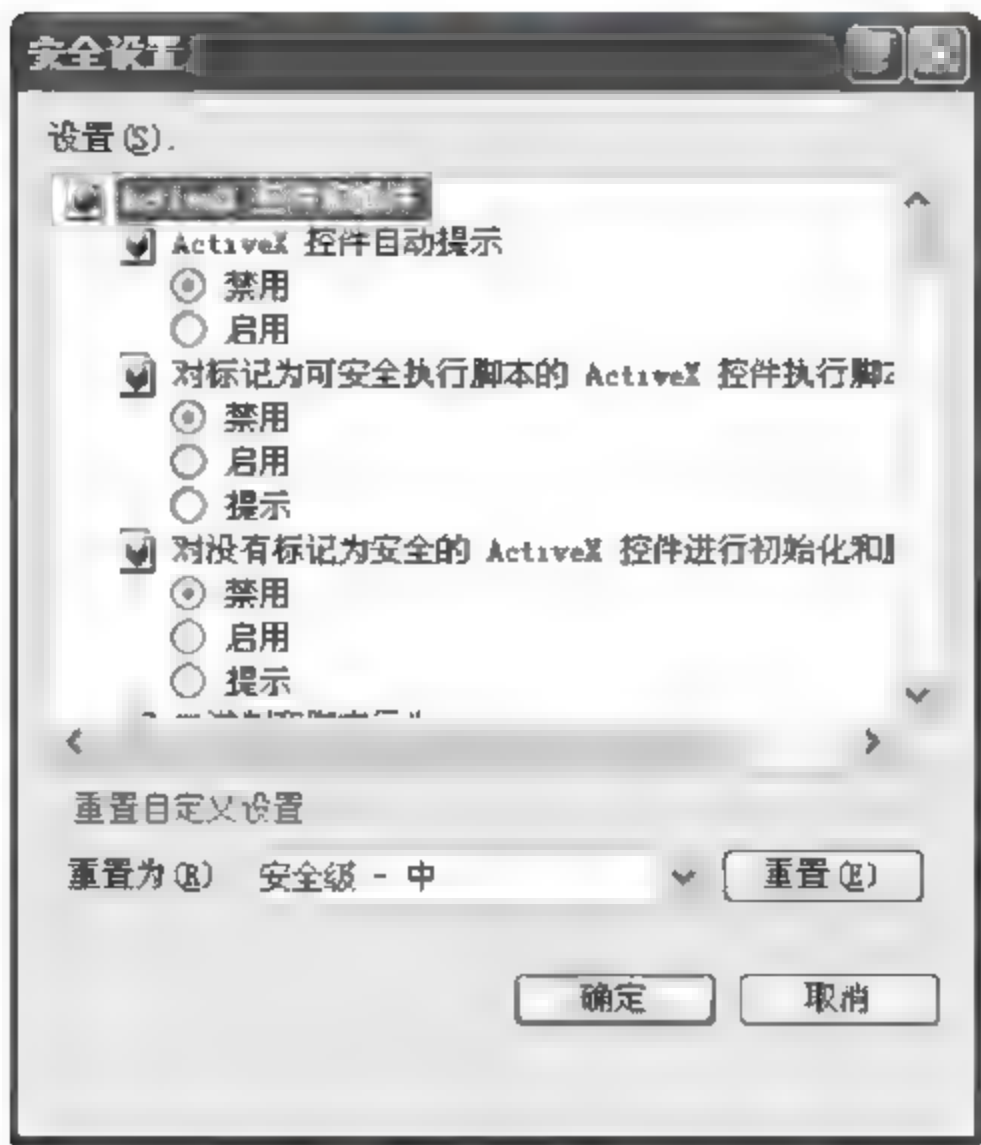 安全设置
设置(S).
ActiveX 控件自动提示
禁用
启用
对标记为可安全执行脚本的 ActiveX 控件执行脚
禁用
启用
提示
对没有标记为安全的 ActiveX 控件进行初始化和
禁用
启用
提示
重置自定义设置
重置为(R) 安全级 - 中 重置(E)
确定 取消